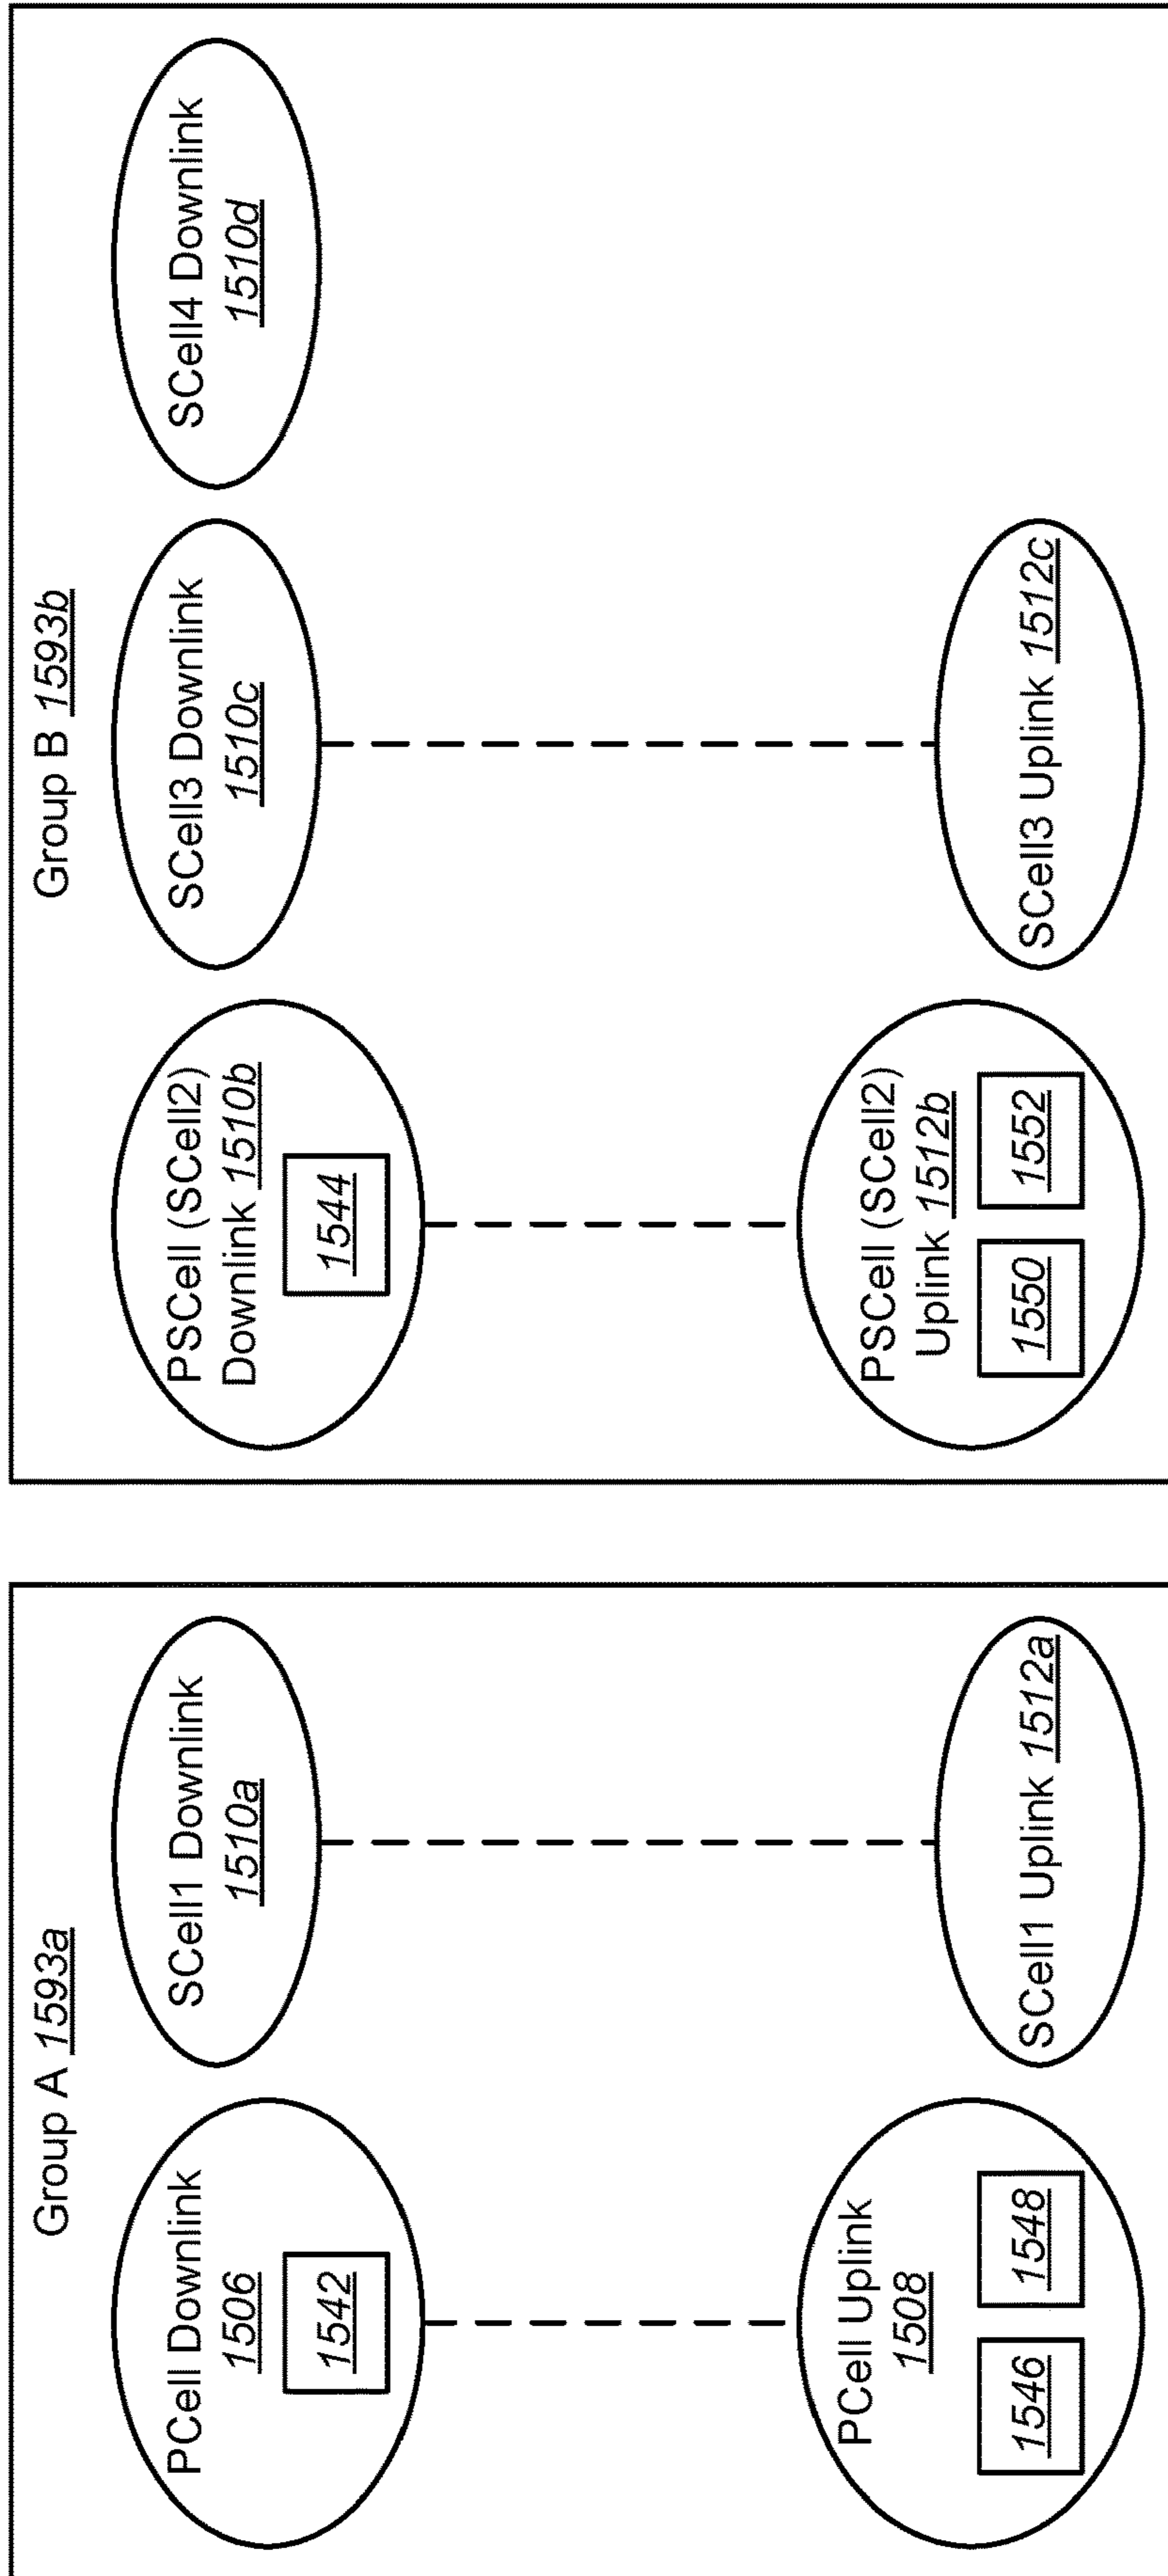 Group A 1593a
PCell Downlink
1506
1542
SCell1 Downlink
1510a
PCell Uplink
1508
1546
1548
SCell1 Uplink 1512a
Group B 1593b
PSCell (SCell2)
Downlink 1510b
1544
SCell3 Downlink
1510c
SCell4 Downlink
1510d
PSCell (SCell2)
Uplink 1512b
1550
1552
SCell3 Uplink 1512c